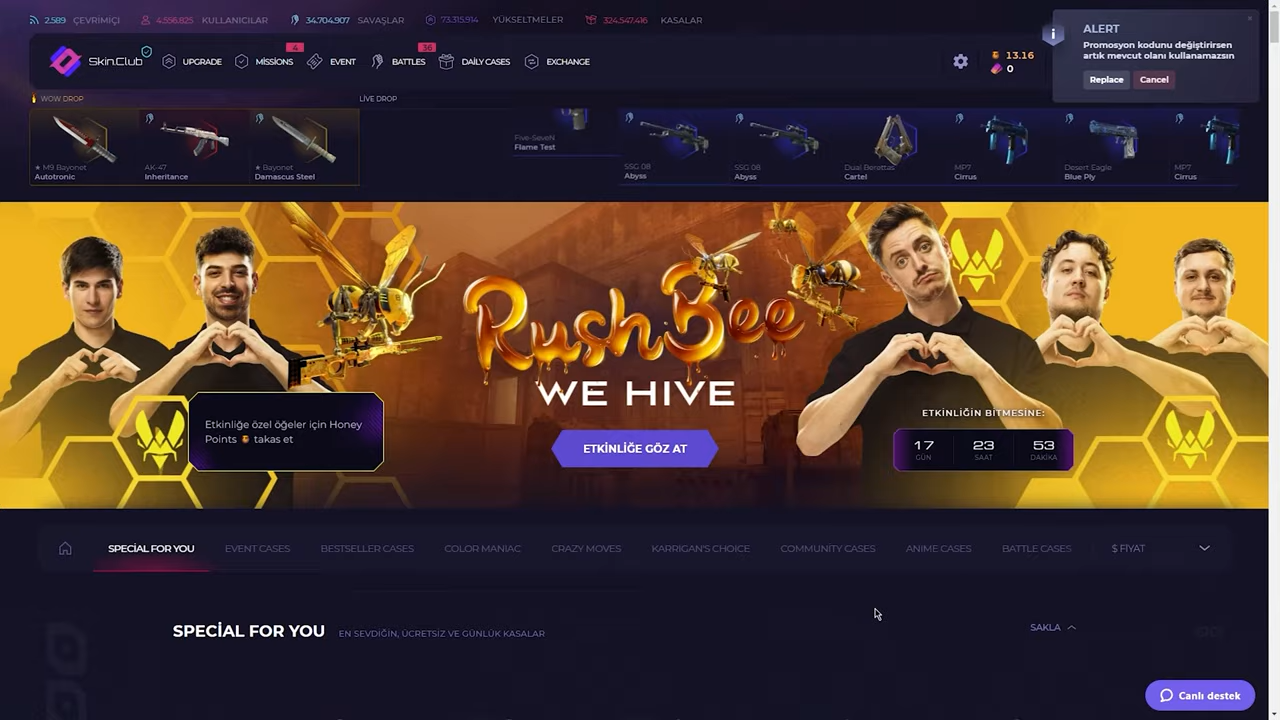 2.589 ÇEVRİMİÇİ 4.556.825 KULLANICILAR 34.704.907 SAVAŞLAR 73.315.914 YÜKSELTMELER 324.547.416 KASALAR
Skin.Club UPGRADE 4 MISSIONS EVENT 36 BATTLES DAILY CASES EXCHANGE 13.16
0
ALERT
Promosyon kodunu değiştirirsen
artık mevcut olanı kullanamazsın
Replace Cancel
WOW DROP LİVE DROP
★ M9 Bayonet
Autotronic
AK-47
Inheritance
★ Bayonet
Damascus Steel
Five-SeveN
Flame Test
SSG 08
Abyss
SSG 08
Abyss
Dual Berettas
Cartel
MP7
Cirrus
Desert Eagle
Blue Ply
MP7
Cirrus
Rush Bee
WE HIVE
Etkinliğe özel öğeler için Honey
Points takas et
ETKİNLİĞE GÖZ AT
ETKİNLİĞİN BİTMESİNE:
17 23 53
GÜN SAAT DAKİKA
SPECİAL FOR YOU EVENT CASES BESTSELLER CASES COLOR MANIAC CRAZY MOVES KARRIGAN'S CHOICE COMMUNITY CASES ANIME CASES BATTLE CASES $ FİYAT
SPECİAL FOR YOU EN SEVDİĞİN, ÜCRETSİZ VE GÜNLÜK KASALAR SAKLA
Canlı destek